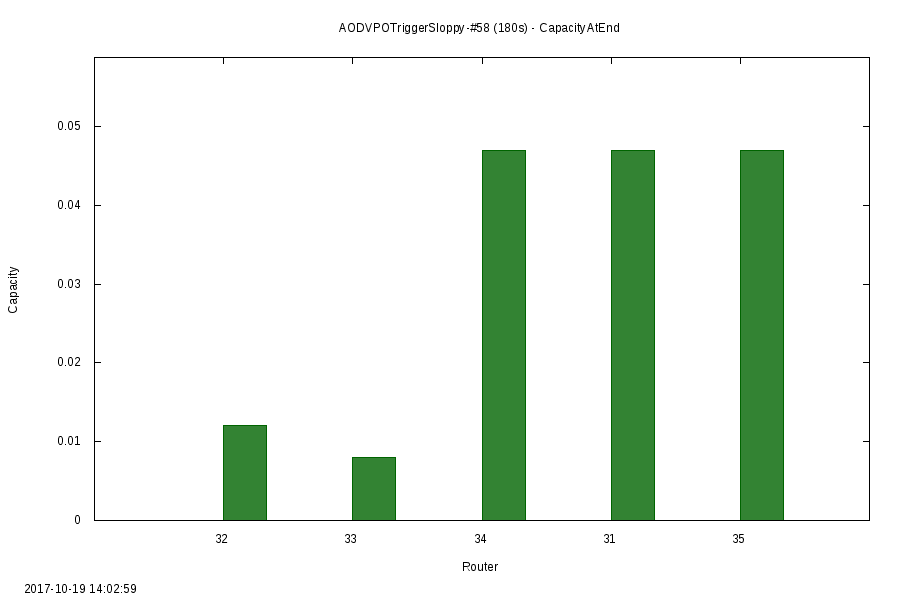 AODVPOTriggerSloppy-#58 (180s) - CapacityAtEnd
0.05
0.04
0.03
0.02
0.01
0
Capacity
32 33 34 31 35
Router
2017-10-19 14:02:59